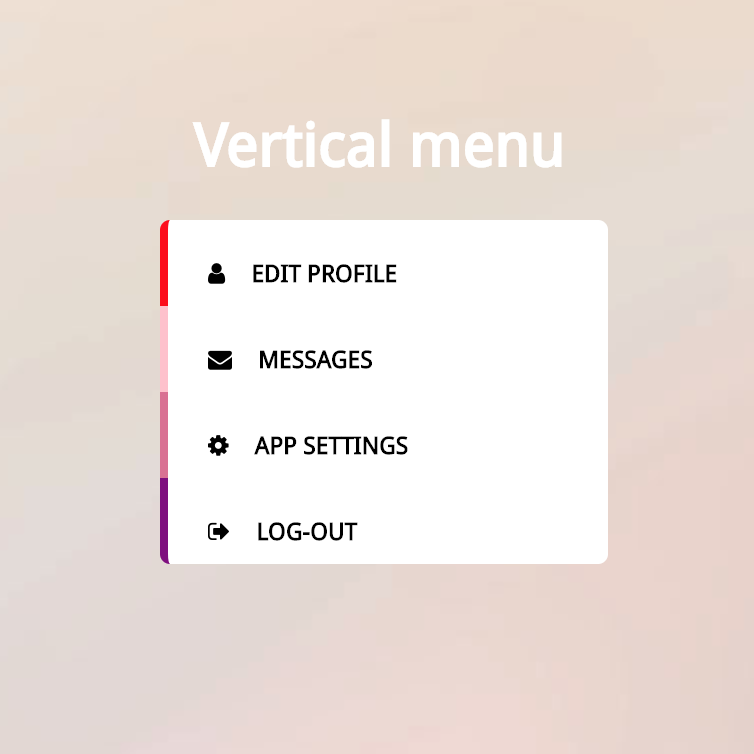 Vertical menu
EDIT PROFILE
MESSAGES
APP SETTINGS
LOG-OUT